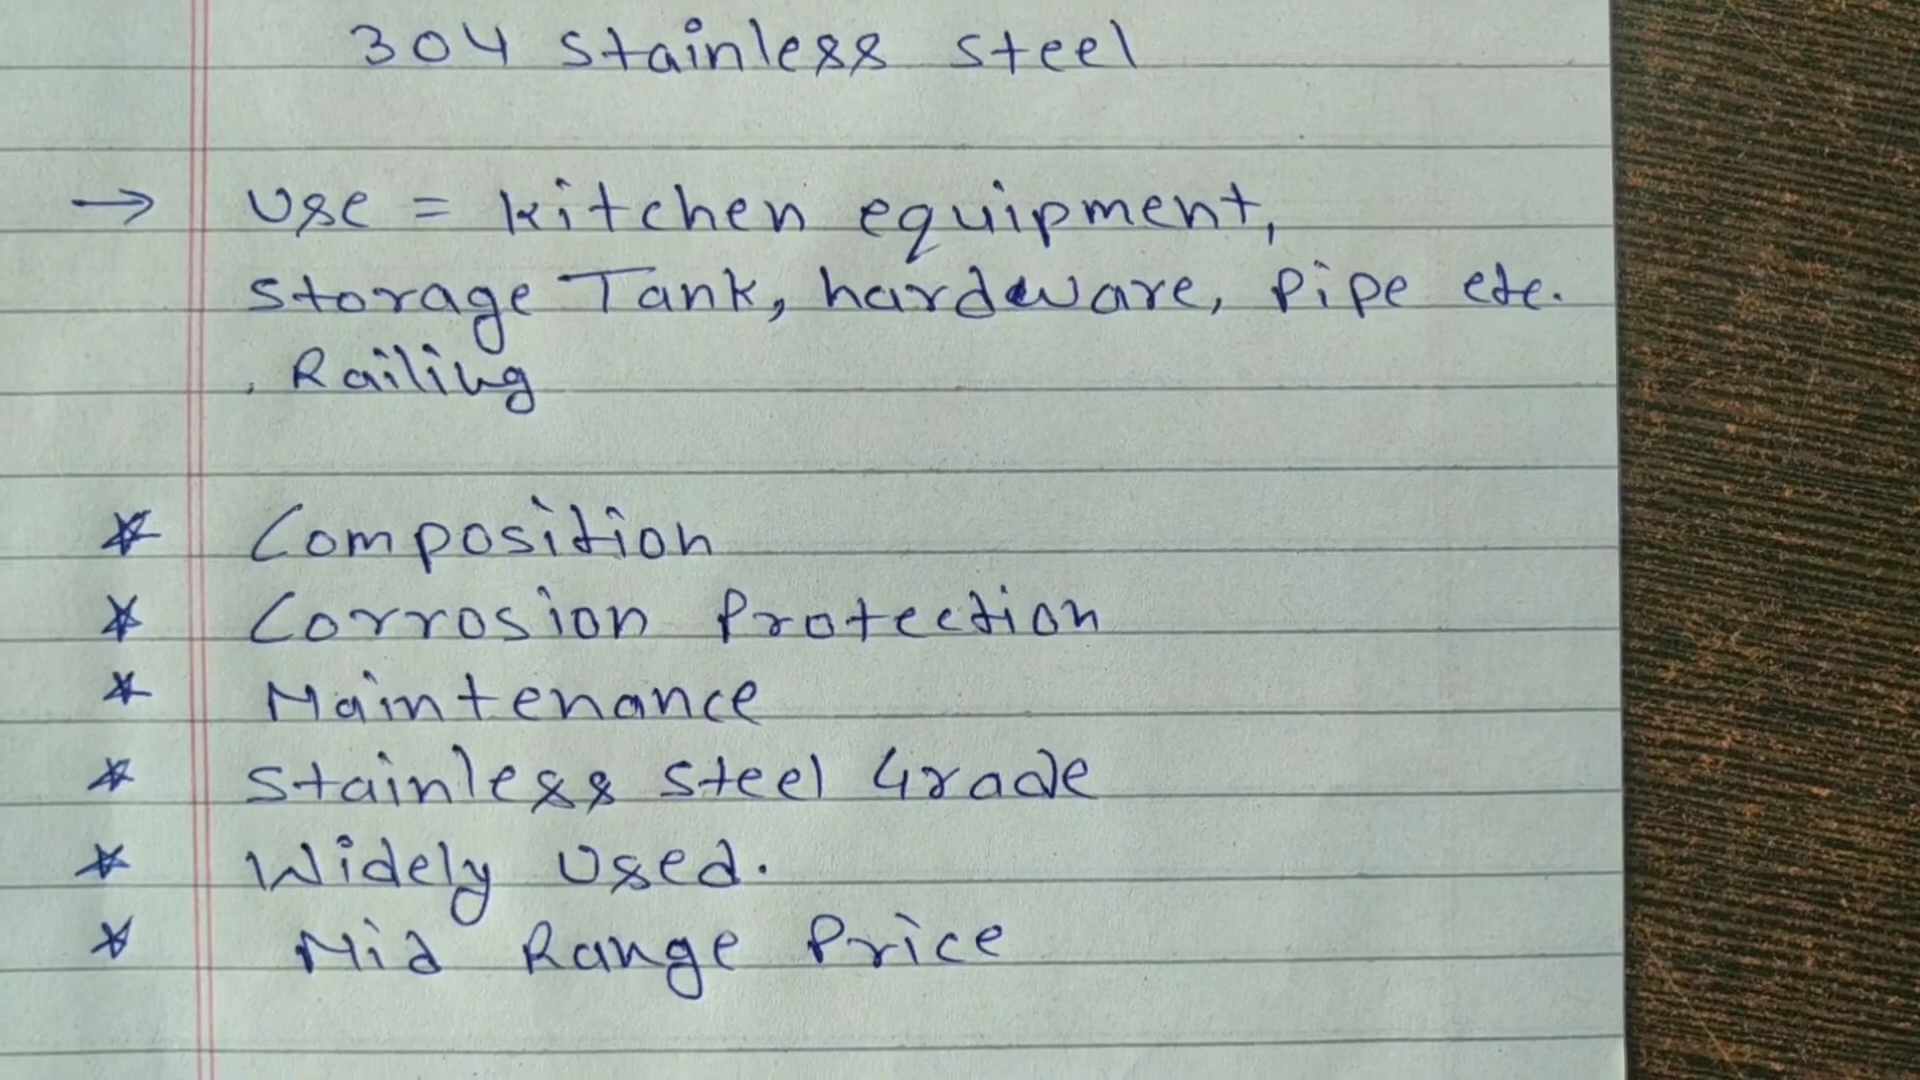 304 stainless steel
→ Use = kitchen equipment,
storage Tank, hardware, pipe etc.
, Railing
* Composition
* Corrosion Protection
* Maintenance
* Stainless steel Grade
* Widely Used.
* Mid Range Price